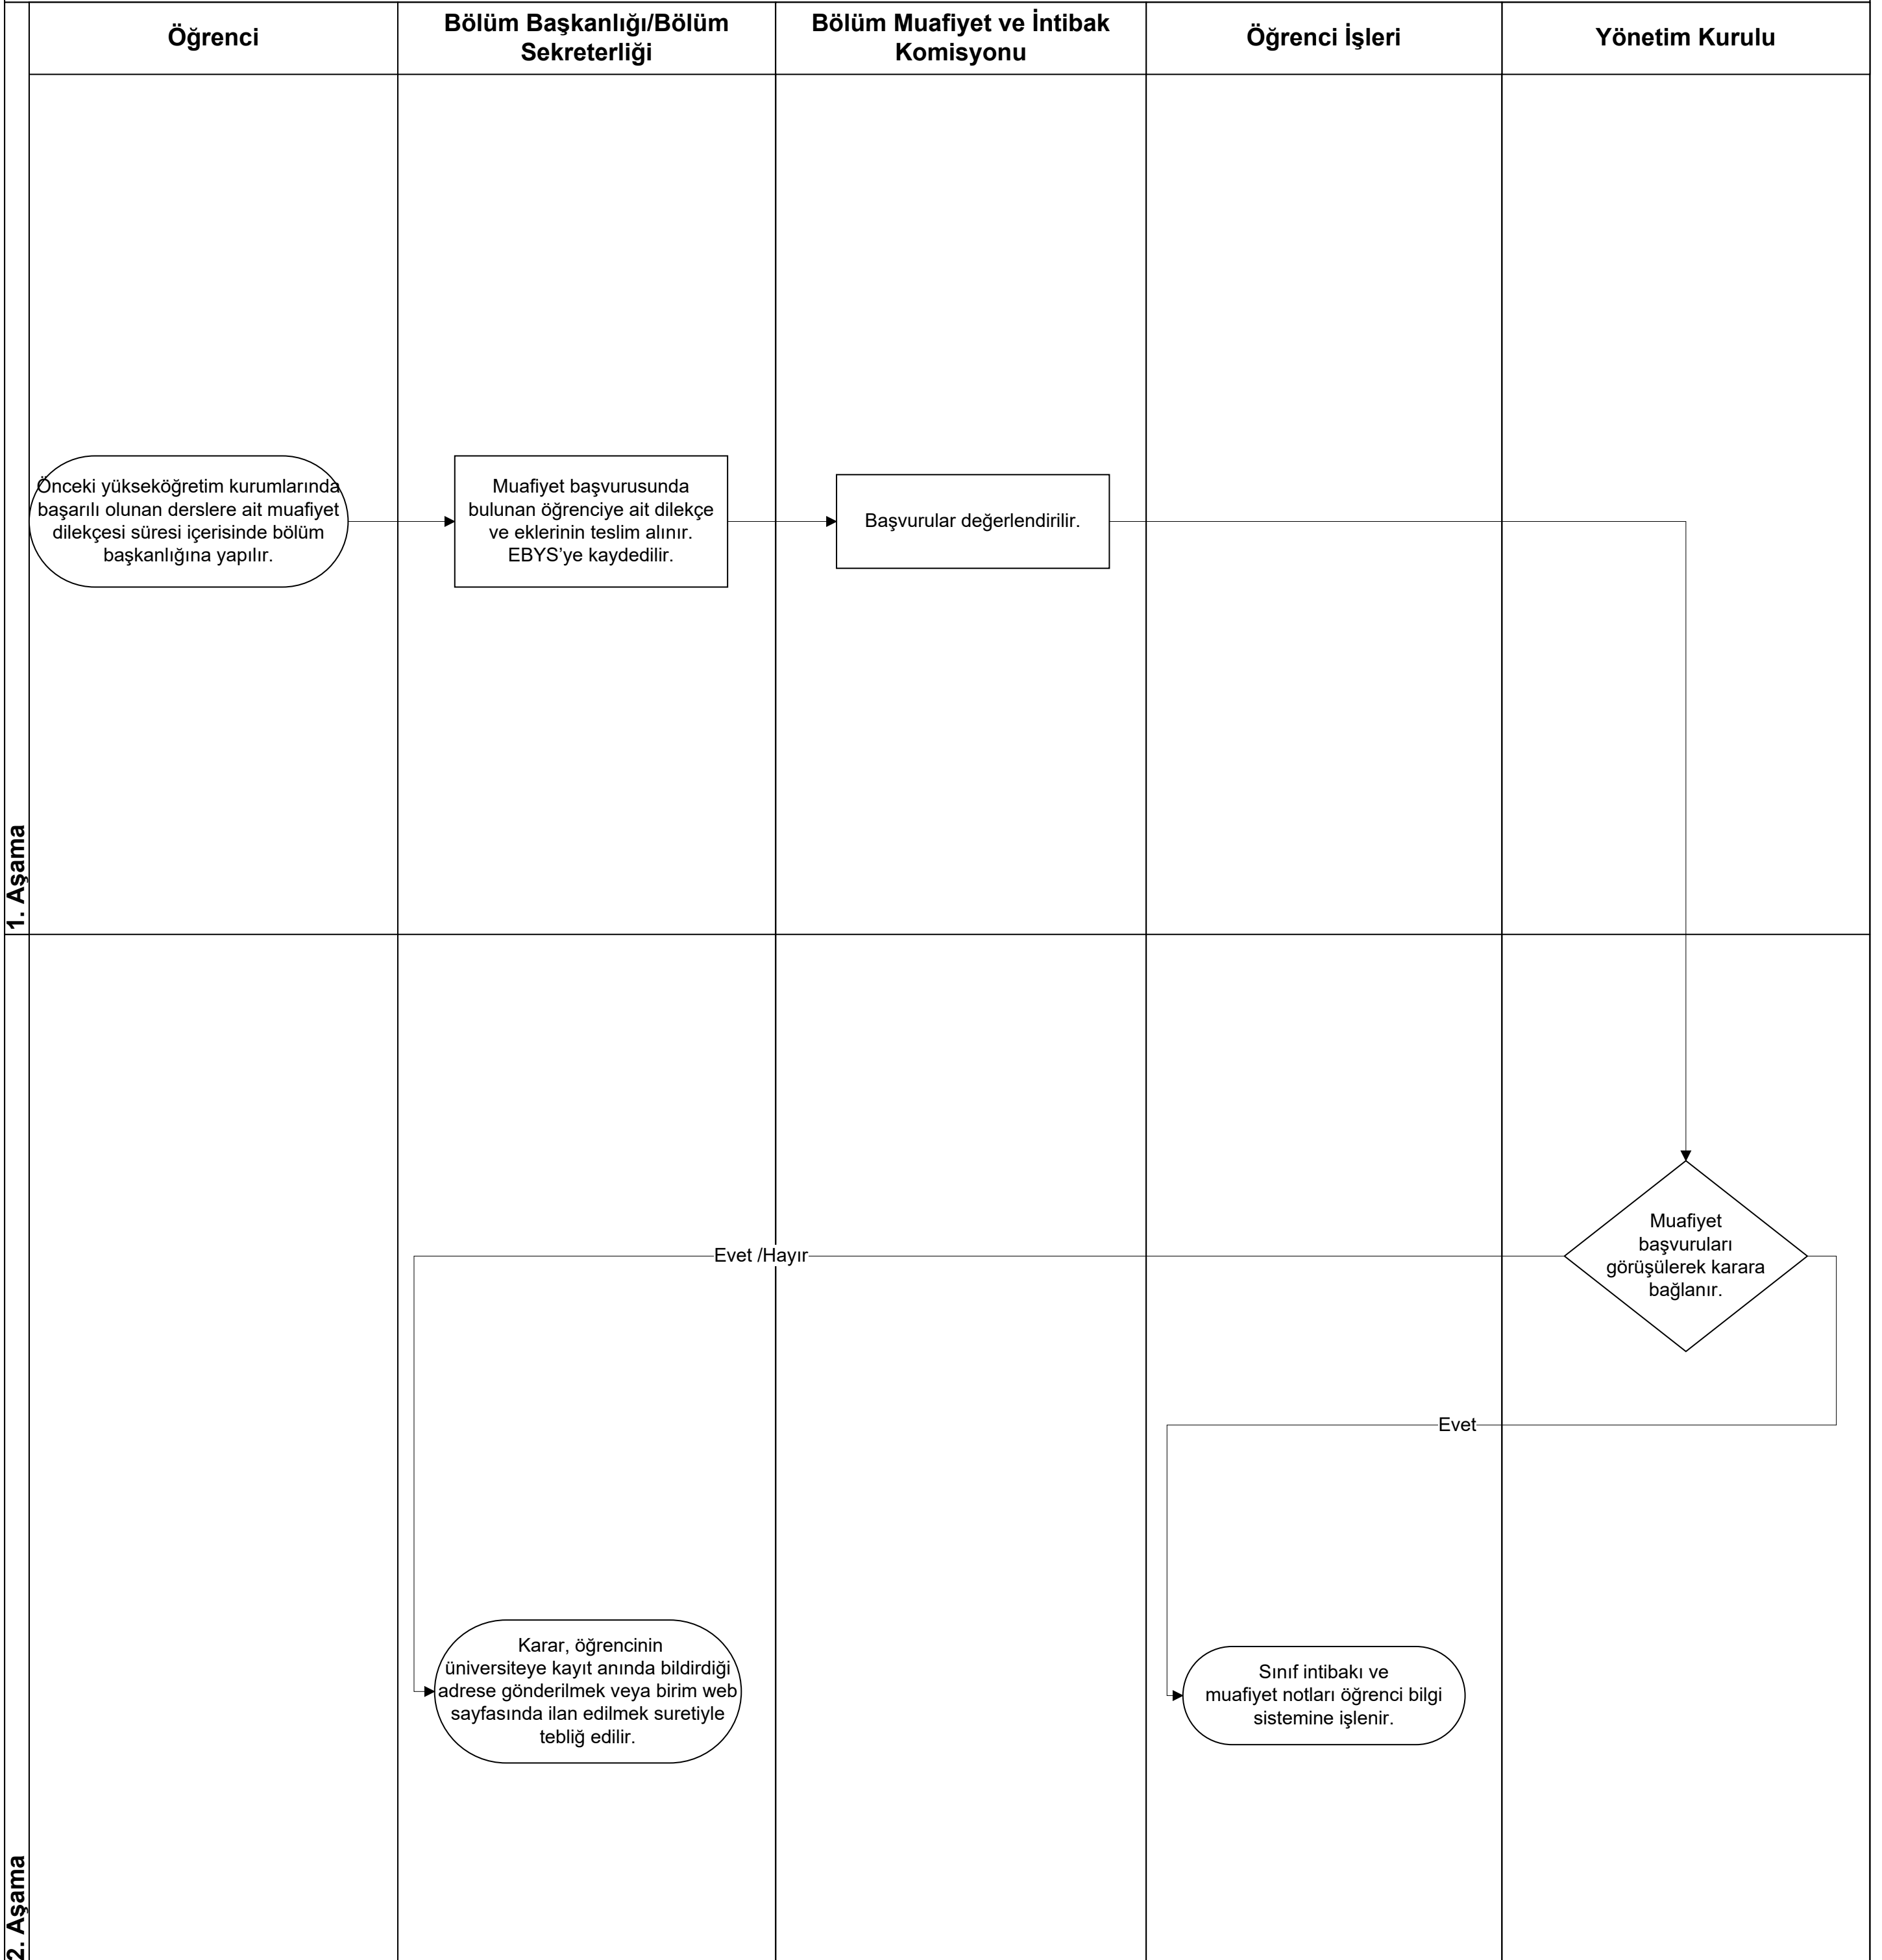 Öğrenci
Bölüm Başkanlığı/Bölüm
Sekreterliği
Bölüm Muafiyet ve İntibak
Komisyonu
Öğrenci İşleri
Yönetim Kurulu
1. Aşama
Önceki yükseköğretim kurumlarında
başarılı olunan derslere ait muafiyet
dilekçesi süresi içerisinde bölüm
başkanlığına yapılır.
Muafiyet başvurusunda
bulunan öğrenciye ait dilekçe
ve eklerinin teslim alınır.
EBYS’ye kaydedilir.
Başvurular değerlendirilir.
2. Aşama
Muafiyet
başvuruları
görüşülerek karara
bağlanır.
Evet /Hayır
Evet
Karar, öğrencinin
üniversiteye kayıt anında bildirdiği
adrese gönderilmek veya birim web
sayfasında ilan edilmek suretiyle
tebliğ edilir.
Sınıf intibakı ve
muafiyet notları öğrenci bilgi
sistemine işlenir.